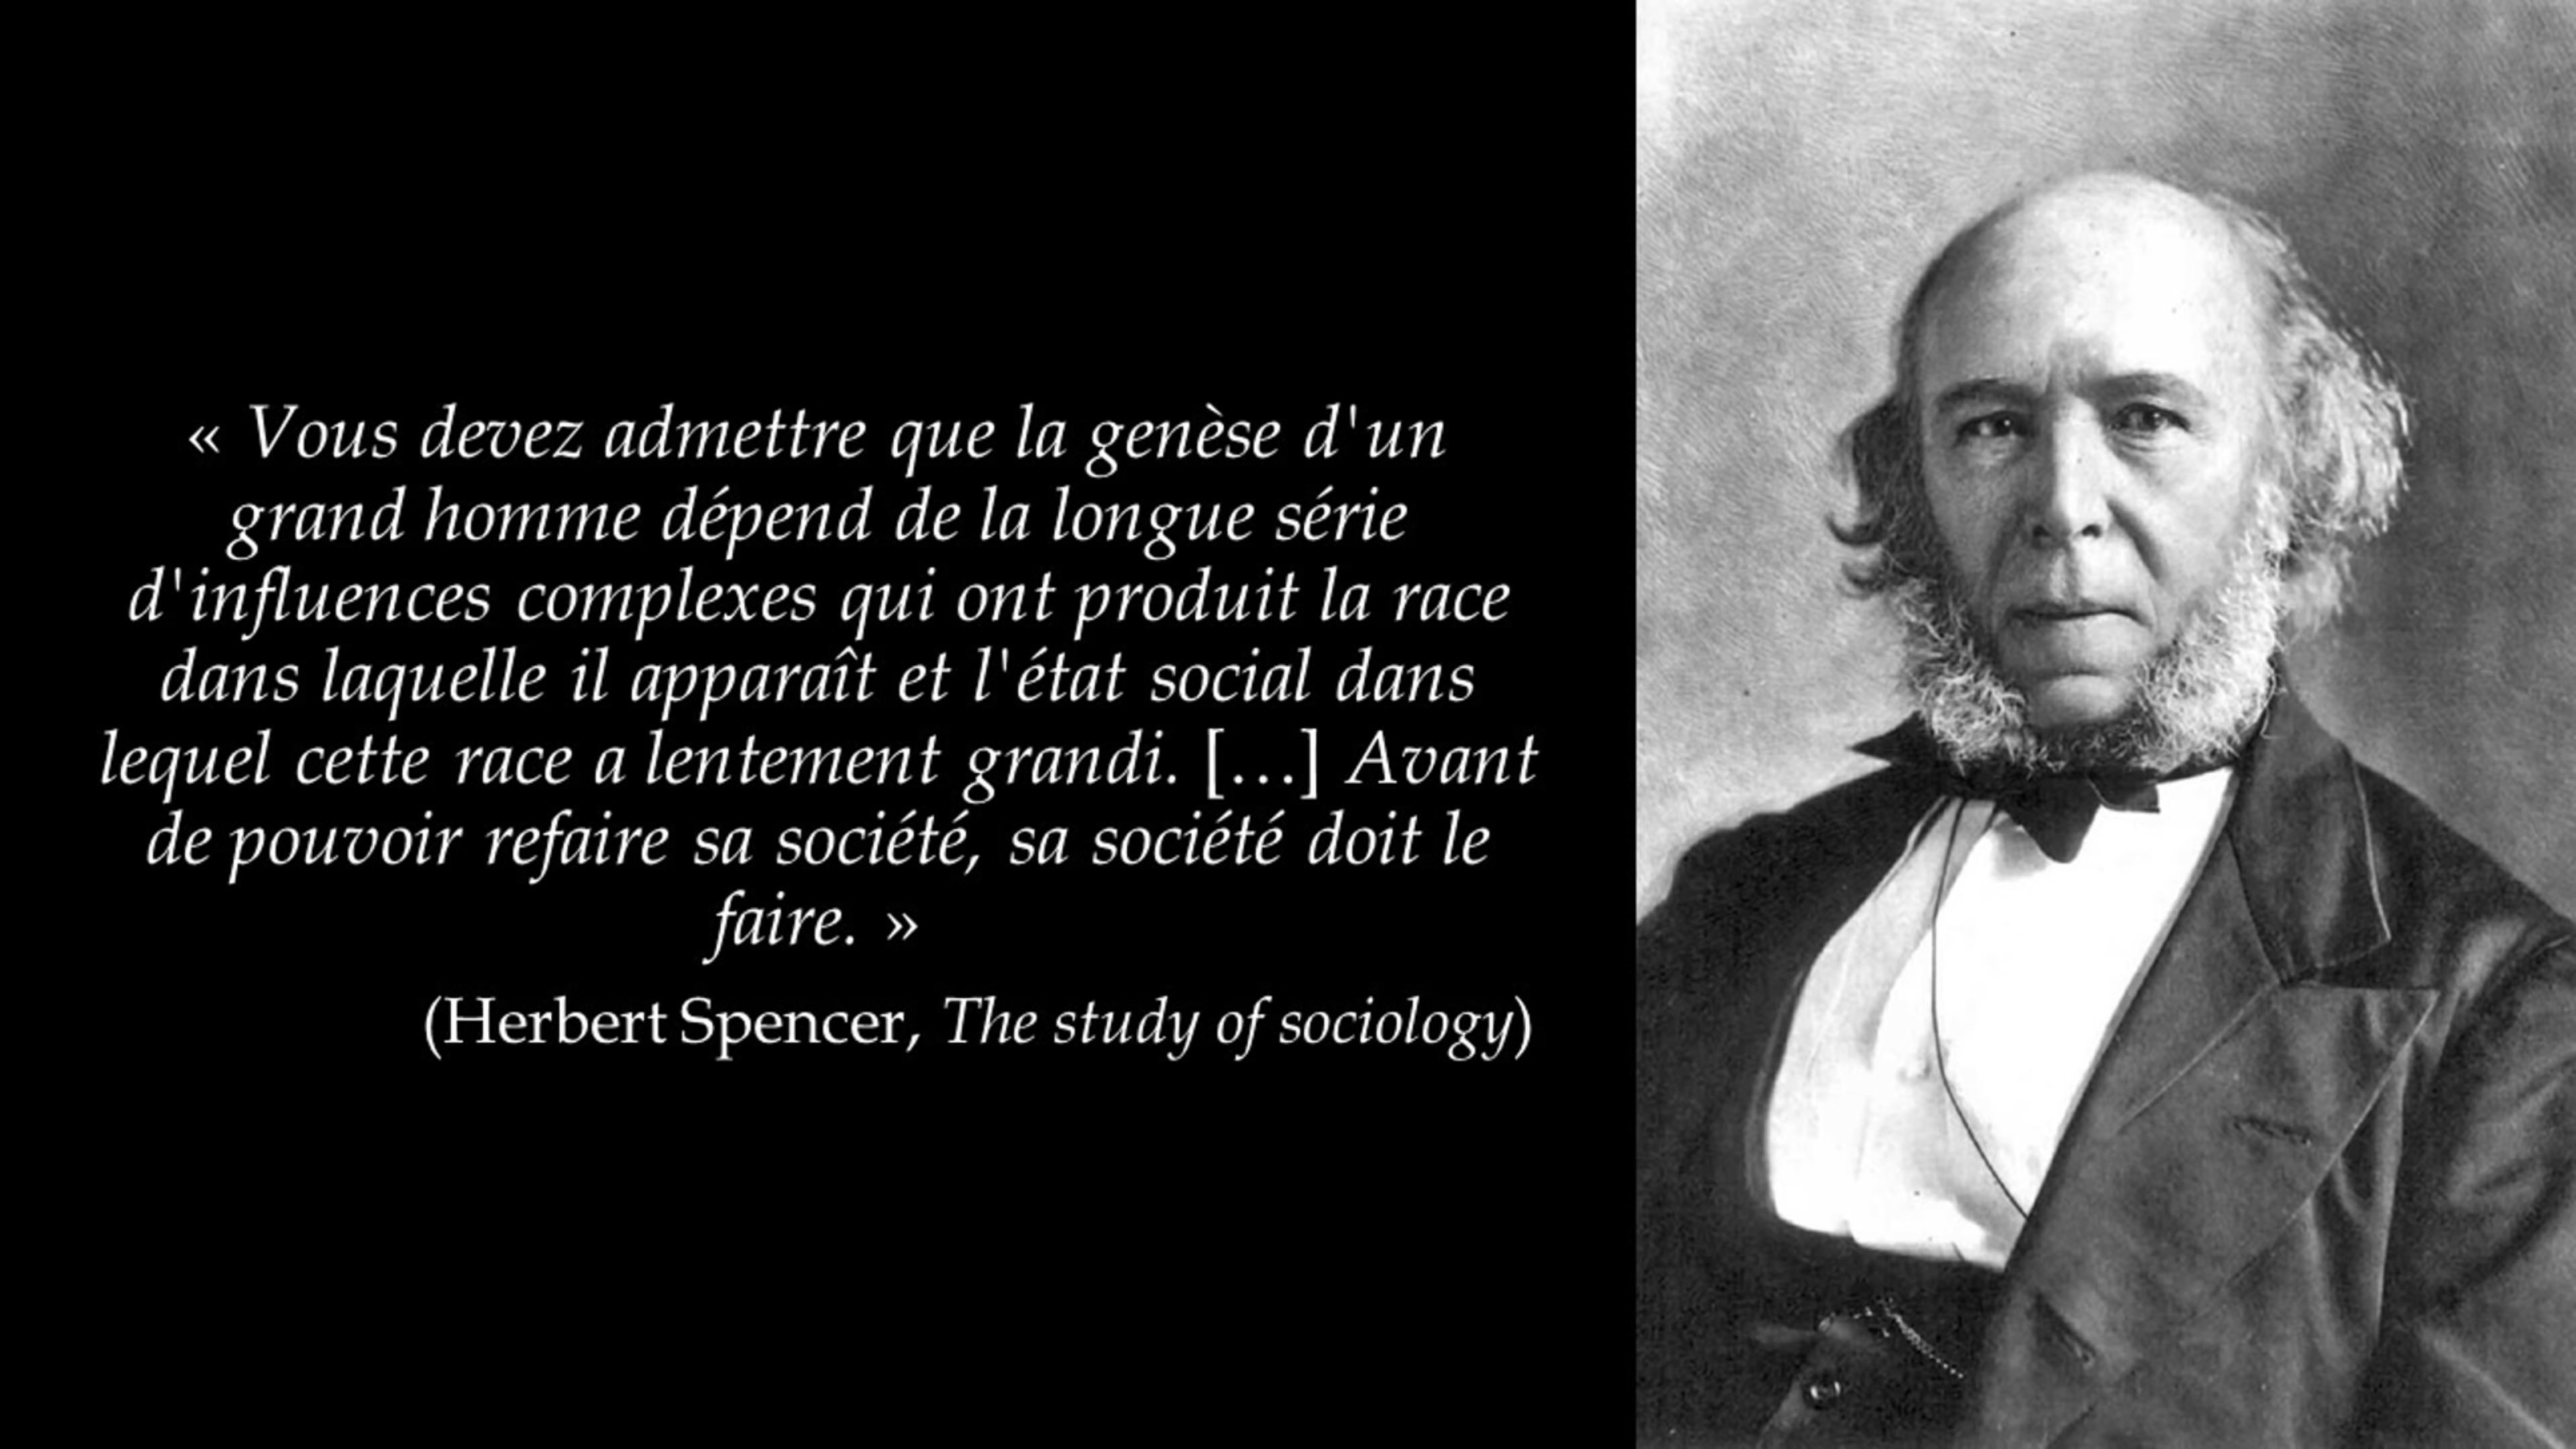 « Vous devez admettre que la genèse d'un
grand homme dépend de la longue série
d'influences complexes qui ont produit la race
dans laquelle il apparaît et l'état social dans
lequel cette race a lentement grandi. […] Avant
de pouvoir refaire sa société, sa société doit le
faire. »
(Herbert Spencer, The study of sociology)